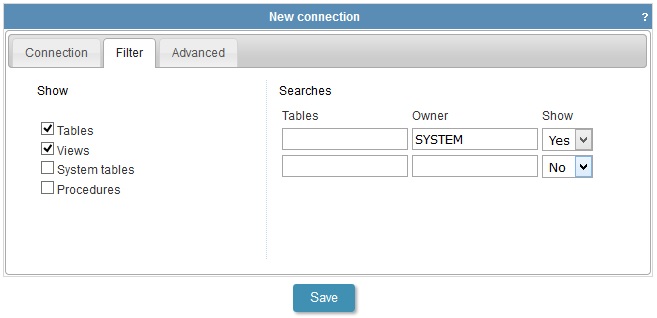 New connection ?
Connection Filter Advanced
Show
Tables
Views
System tables
Procedures
Searches
Tables Owner Show
SYSTEM Yes
No
Save